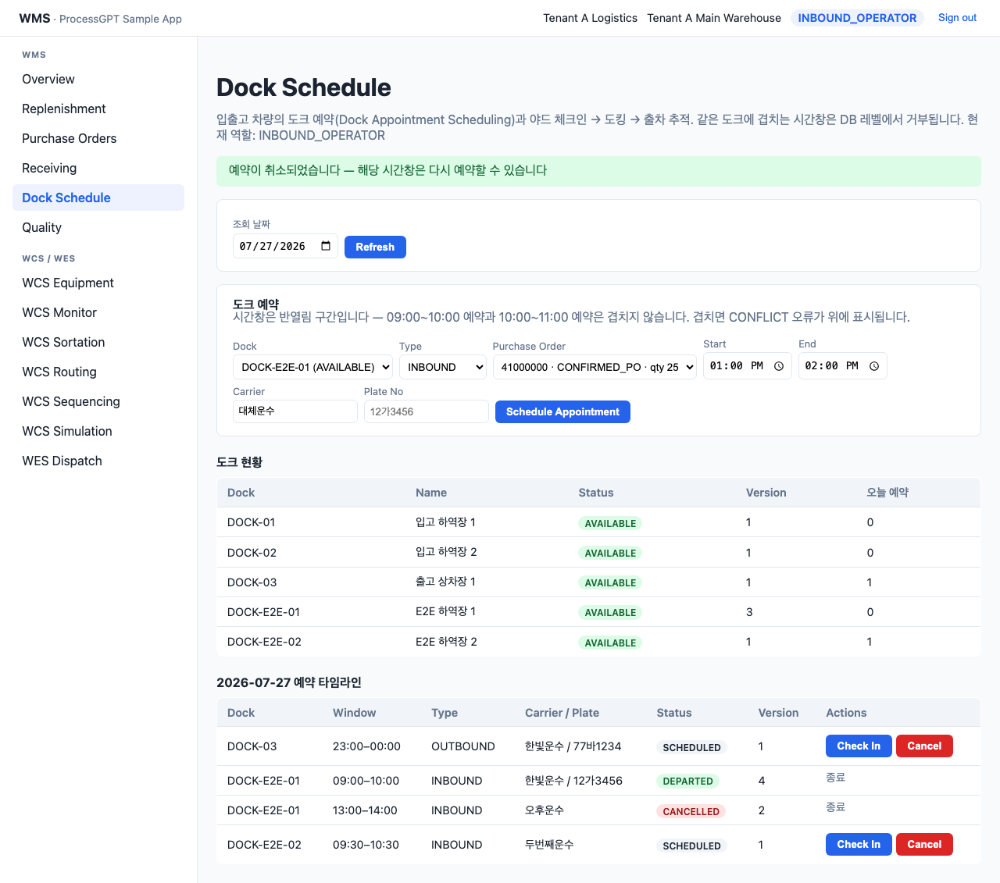 WMS · ProcessGPT Sample App
Tenant A Logistics Tenant A Main Warehouse INBOUND_OPERATOR Sign out
WMS
Overview
Replenishment
Purchase Orders
Receiving
Dock Schedule
Quality
WCS / WES
WCS Equipment
WCS Monitor
WCS Sortation
WCS Routing
WCS Sequencing
WCS Simulation
WES Dispatch
Dock Schedule
입출고 차량의 도크 예약(Dock Appointment Scheduling)과 야드 체크인 → 도킹 → 출차 추적. 같은 도크에 겹치는 시간창은 DB 레벨에서 거부됩니다. 현
재 역할: INBOUND_OPERATOR
예약이 취소되었습니다 — 해당 시간창은 다시 예약할 수 있습니다
조회 날짜
07/27/2026 Refresh
도크 예약
시간창은 반열림 구간입니다 — 09:00~10:00 예약과 10:00~11:00 예약은 겹치지 않습니다. 겹치면 CONFLICT 오류가 위에 표시됩니다.
Dock Type Purchase Order Start End
DOCK-E2E-01 (AVAILABLE) INBOUND 41000000 · CONFIRMED_PO · qty 25 01:00 PM 02:00 PM
Carrier Plate No
대체운수 12가3456 Schedule Appointment
도크 현황
Dock Name Status Version 오늘 예약
DOCK-01 입고 하역장 1 AVAILABLE 1 0
DOCK-02 입고 하역장 2 AVAILABLE 1 0
DOCK-03 출고 상차장 1 AVAILABLE 1 1
DOCK-E2E-01 E2E 하역장 1 AVAILABLE 3 0
DOCK-E2E-02 E2E 하역장 2 AVAILABLE 1 1
2026-07-27 예약 타임라인
Dock Window Type Carrier / Plate Status Version Actions
DOCK-03 23:00–00:00 OUTBOUND 한빛운수 / 77바1234 SCHEDULED 1 Check In Cancel
DOCK-E2E-01 09:00–10:00 INBOUND 한빛운수 / 12가3456 DEPARTED 4 종료
DOCK-E2E-01 13:00–14:00 INBOUND 오후운수 CANCELLED 2 종료
DOCK-E2E-02 09:30–10:30 INBOUND 두번째운수 SCHEDULED 1 Check In Cancel